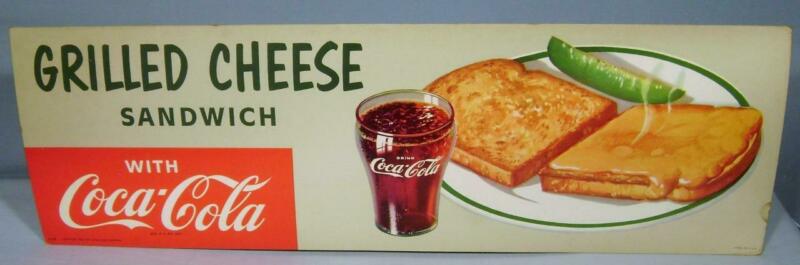 GRILLED CHEESE
SANDWICH
WITH
Coca-Cola
DRINK
Coca-Cola